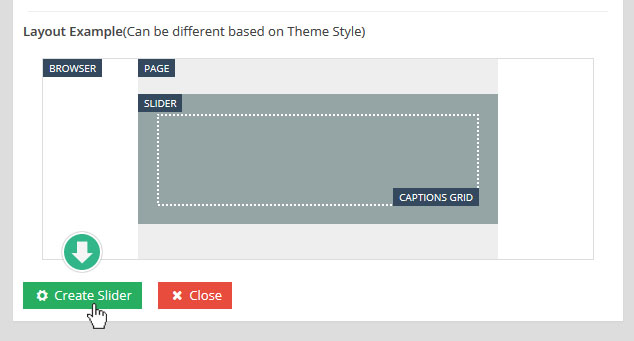 Layout Example(Can be different based on Theme Style)
BROWSER
PAGE
SLIDER
CAPTIONS GRID
Create Slider
Close